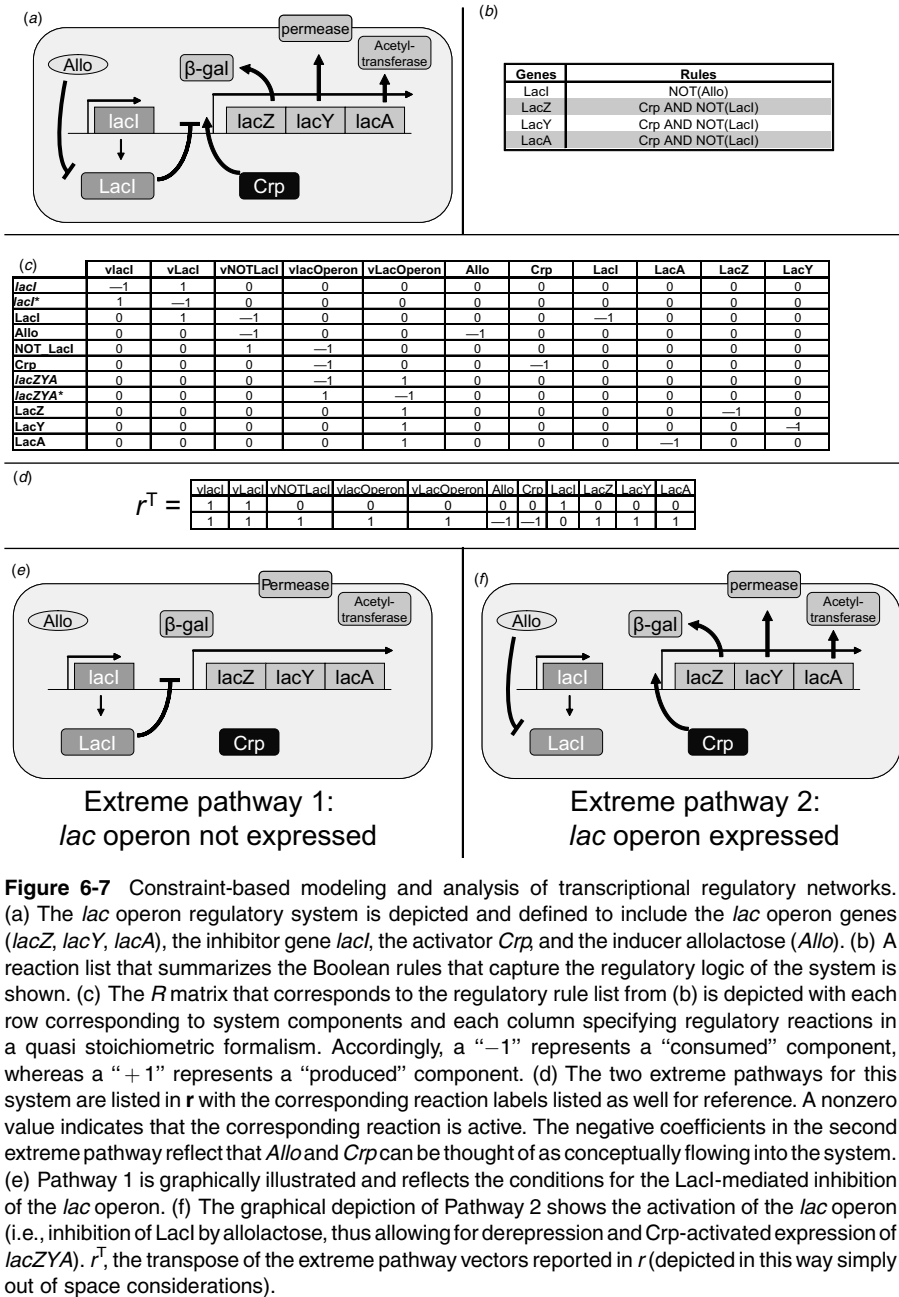 (a)
Allo
β-gal
permease
Acetyl-
transferase
lacI
lacZ lacY lacA
LacI
Crp
(b)
Genes Rules
LacI NOT(Allo)
LacZ Crp AND NOT(LacI)
LacY Crp AND NOT(LacI)
LacA Crp AND NOT(LacI)
(c) vlacI vLacI vNOTLacI vlacOperon vLacOperon Allo Crp LacI LacA LacZ LacY
lacI —1 1 0 0 0 0 0 0 0 0 0
lacI* 1 —1 0 0 0 0 0 0 0 0 0
LacI 0 1 —1 0 0 0 0 —1 0 0 0
Allo 0 0 —1 0 0 —1 0 0 0 0 0
NOT_LacI 0 0 1 —1 0 0 0 0 0 0 0
Crp 0 0 0 —1 0 0 —1 0 0 0 0
lacZYA 0 0 0 —1 1 0 0 0 0 0 0
lacZYA* 0 0 0 1 —1 0 0 0 0 0 0
LacZ 0 0 0 0 1 0 0 0 0 —1 0
LacY 0 0 0 0 1 0 0 0 0 0 —1
LacA 0 0 0 0 1 0 0 0 —1 0 0
(d)
rᵀ =
vlacI vLacI vNOTLacI vlacOperon vLacOperon Allo Crp LacI LacZ LacY LacA
1 1 0 0 0 0 0 1 0 0 0
1 1 1 1 1 —1 —1 0 1 1 1
(e)
Allo
β-gal
Permease
Acetyl-
transferase
lacI
lacZ lacY lacA
LacI
Crp
Extreme pathway 1:
lac operon not expressed
(f)
Allo
β-gal
permease
Acetyl-
transferase
lacI
lacZ lacY lacA
LacI
Crp
Extreme pathway 2:
lac operon expressed
Figure 6-7 Constraint-based modeling and analysis of transcriptional regulatory networks.
(a) The lac operon regulatory system is depicted and defined to include the lac operon genes
(lacZ, lacY, lacA), the inhibitor gene lacI, the activator Crp, and the inducer allolactose (Allo). (b) A
reaction list that summarizes the Boolean rules that capture the regulatory logic of the system is
shown. (c) The R matrix that corresponds to the regulatory rule list from (b) is depicted with each
row corresponding to system components and each column specifying regulatory reactions in
a quasi stoichiometric formalism. Accordingly, a “−1” represents a “consumed” component,
whereas a “ + 1” represents a “produced” component. (d) The two extreme pathways for this
system are listed in r with the corresponding reaction labels listed as well for reference. A nonzero
value indicates that the corresponding reaction is active. The negative coefficients in the second
extreme pathway reflect that Allo and Crp can be thought of as conceptually flowing into the system.
(e) Pathway 1 is graphically illustrated and reflects the conditions for the LacI-mediated inhibition
of the lac operon. (f) The graphical depiction of Pathway 2 shows the activation of the lac operon
(i.e., inhibition of LacI by allolactose, thus allowing for derepression and Crp-activated expression of
lacZYA). rᵀ, the transpose of the extreme pathway vectors reported in r (depicted in this way simply
out of space considerations).